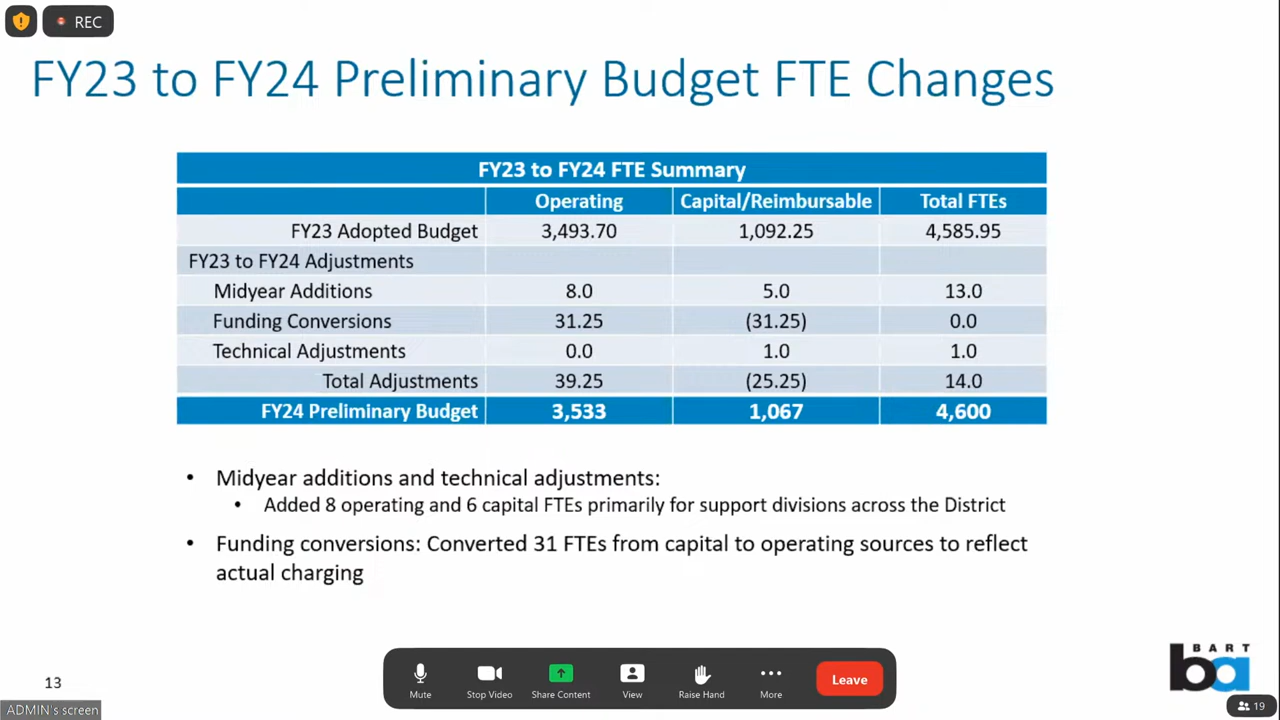 REC
FY23 to FY24 Preliminary Budget FTE Changes
FY23 to FY24 FTE Summary
Operating Capital/Reimbursable Total FTEs
FY23 Adopted Budget 3,493.70 1,092.25 4,585.95
FY23 to FY24 Adjustments
Midyear Additions 8.0 5.0 13.0
Funding Conversions 31.25 (31.25) 0.0
Technical Adjustments 0.0 1.0 1.0
Total Adjustments 39.25 (25.25) 14.0
FY24 Preliminary Budget 3,533 1,067 4,600
• Midyear additions and technical adjustments:
• Added 8 operating and 6 capital FTEs primarily for support divisions across the District
• Funding conversions: Converted 31 FTEs from capital to operating sources to reflect
actual charging
Mute Stop Video Share Content View Raise Hand More Leave
BART
ba
13
ADMIN's screen
19